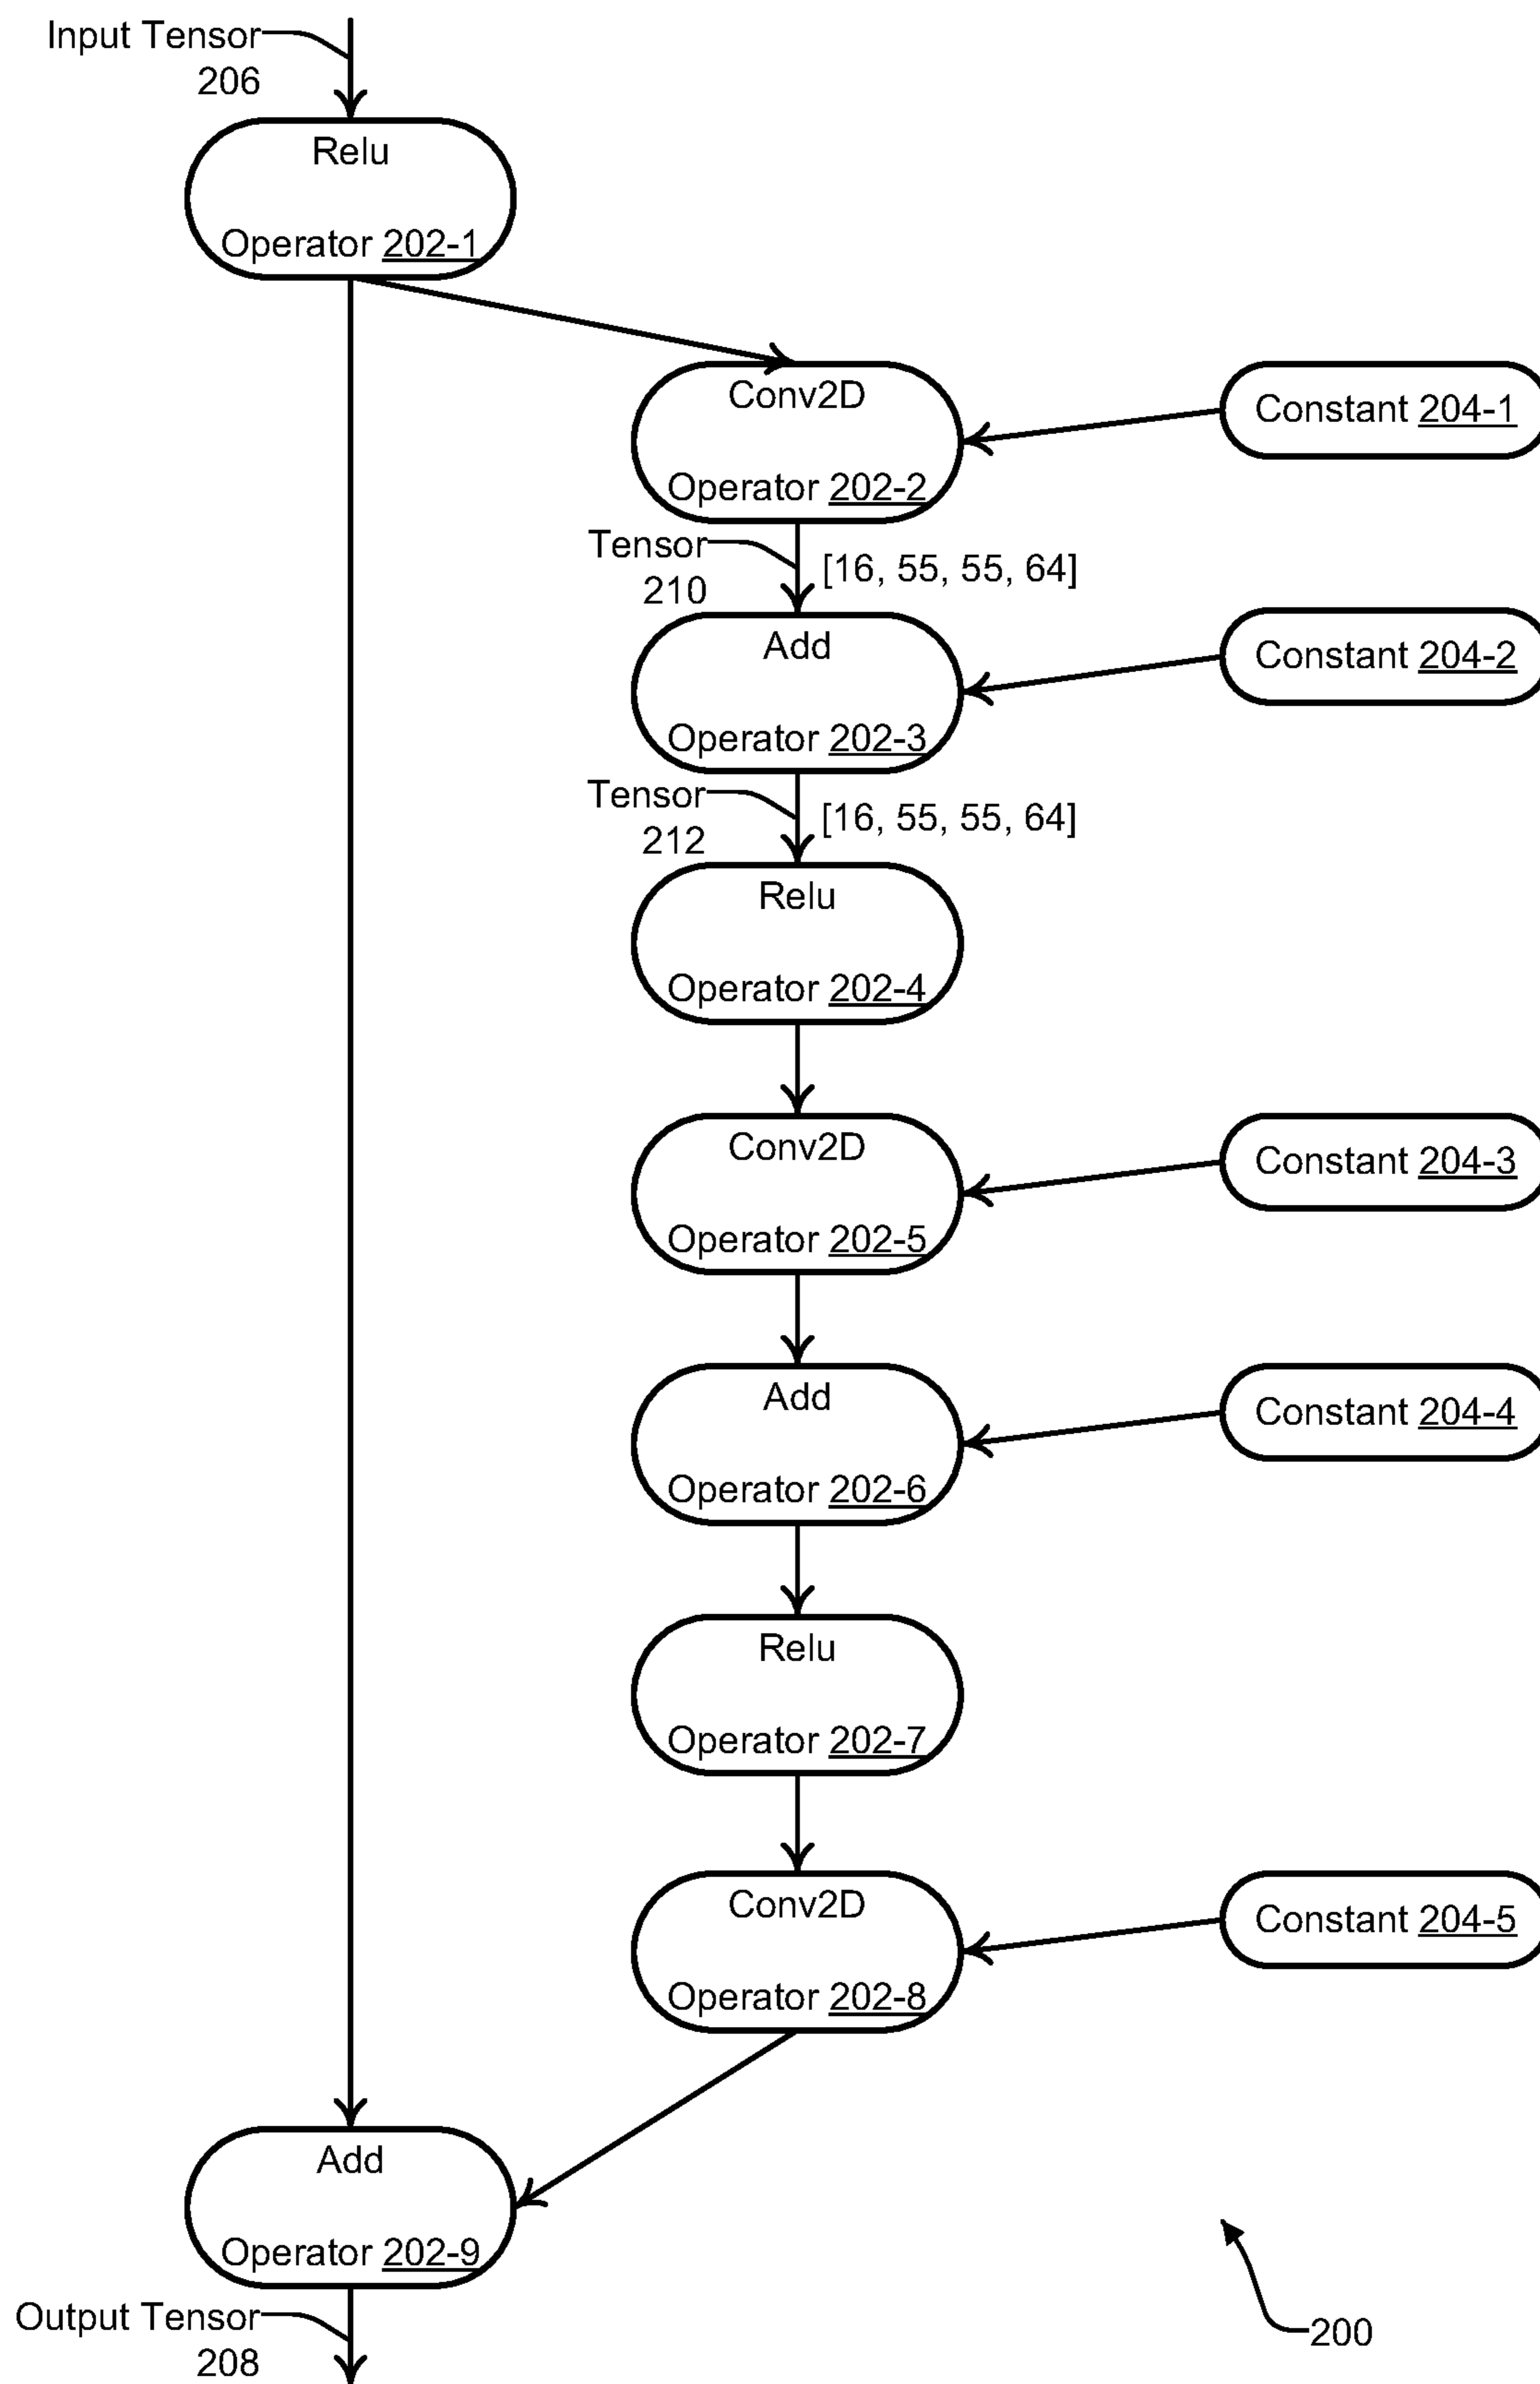 Input Tensor
206
Relu
Operator 202-1
Conv2D
Operator 202-2
Constant 204-1
Tensor
210
[16, 55, 55, 64]
Add
Operator 202-3
Constant 204-2
Tensor
212
[16, 55, 55, 64]
Relu
Operator 202-4
Conv2D
Operator 202-5
Constant 204-3
Add
Operator 202-6
Constant 204-4
Relu
Operator 202-7
Conv2D
Operator 202-8
Constant 204-5
Add
Operator 202-9
Output Tensor
208
200